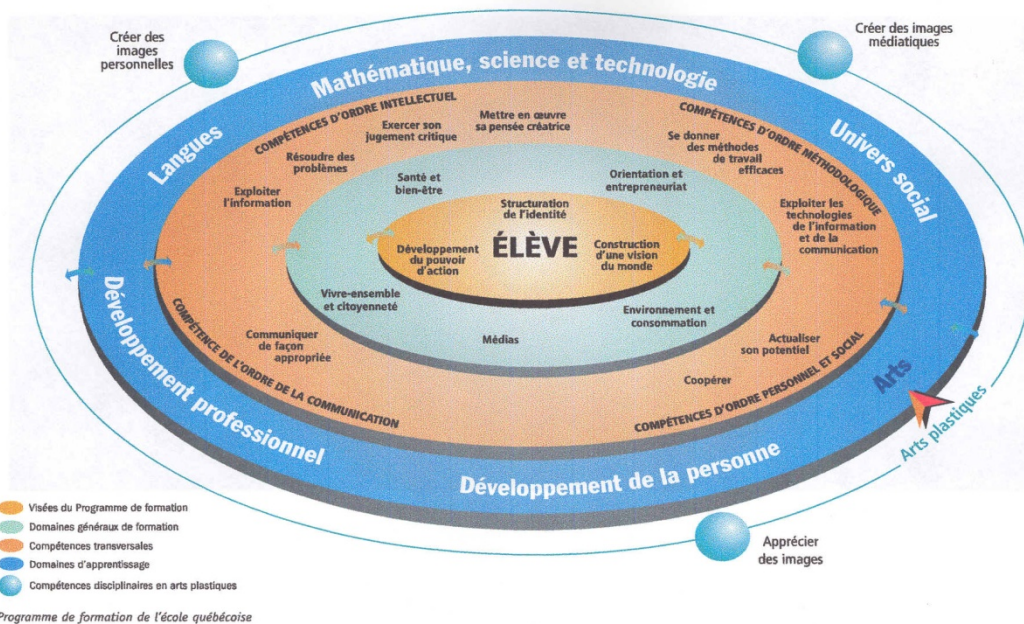 Créer des
images
personnelles
Créer des images
médiatiques
Mathématique, science et technologie
Langues
Univers social
COMPÉTENCES D'ORDRE INTELLECTUEL
COMPÉTENCES D'ORDRE MÉTHODOLOGIQUE
Mettre en œuvre
sa pensée créatrice
Exercer son
jugement critique
Se donner
des méthodes
de travail
efficaces
Résoudre des
problèmes
Exploiter
l'information
Exploiter les
technologies
de l'information
et de la
communication
Santé et
bien-être
Orientation et
entrepreneuriat
Structuration
de l'identité
ÉLÈVE
Développement
du pouvoir
d'action
Construction
d'une vision
du monde
Vivre-ensemble
et citoyenneté
Environnement et
consommation
Médias
Communiquer
de façon
appropriée
Actualiser
son potentiel
Coopérer
COMPÉTENCE DE L'ORDRE DE LA COMMUNICATION
COMPÉTENCES D'ORDRE PERSONNEL ET SOCIAL
Développement professionnel
Développement de la personne
Arts
Arts plastiques
Apprécier
des images
Visées du Programme de formation
Domaines généraux de formation
Compétences transversales
Domaines d'apprentissage
Compétences disciplinaires en arts plastiques
Programme de formation de l'école québécoise